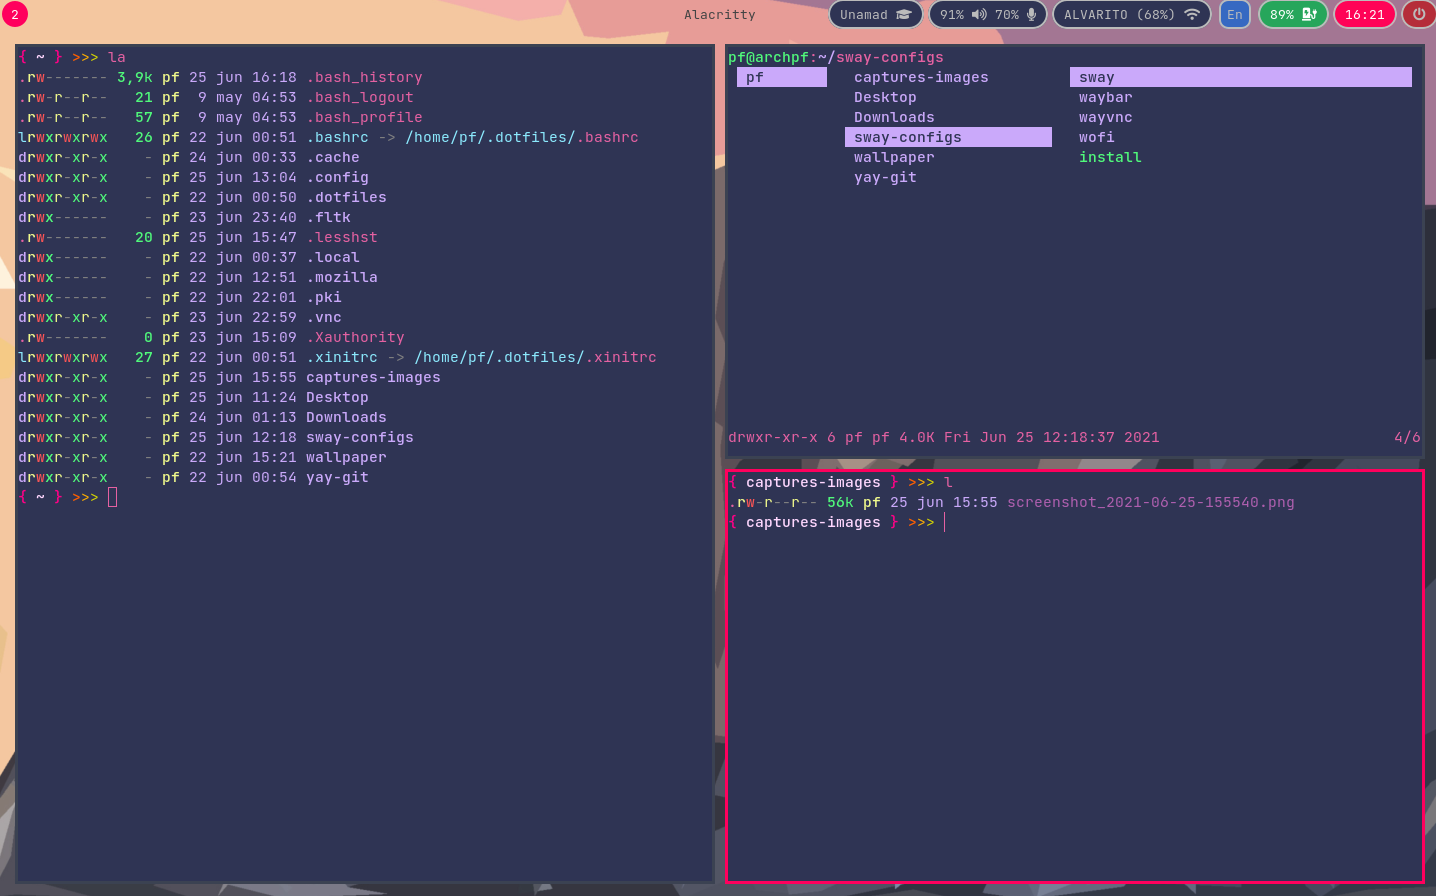 2 Alacritty Unamad 91% 70% ALVARITO (68%) En 89% 16:21
{ ~ } >>> la
.rw------- 3,9k pf 25 jun 16:18 .bash_history
.rw-r--r-- 21 pf 9 may 04:53 .bash_logout
.rw-r--r-- 57 pf 9 may 04:53 .bash_profile
lrwxrwxrwx 26 pf 22 jun 00:51 .bashrc -> /home/pf/.dotfiles/.bashrc
drwxr-xr-x - pf 24 jun 00:33 .cache
drwxr-xr-x - pf 25 jun 13:04 .config
drwxr-xr-x - pf 22 jun 00:50 .dotfiles
drwx------ - pf 23 jun 23:40 .fltk
.rw------- 20 pf 25 jun 15:47 .lesshst
drwx------ - pf 22 jun 00:37 .local
drwx------ - pf 22 jun 12:51 .mozilla
drwx------ - pf 22 jun 22:01 .pki
drwxr-xr-x - pf 23 jun 22:59 .vnc
.rw------- 0 pf 23 jun 15:09 .Xauthority
lrwxrwxrwx 27 pf 22 jun 00:51 .xinitrc -> /home/pf/.dotfiles/.xinitrc
drwxr-xr-x - pf 25 jun 15:55 captures-images
drwxr-xr-x - pf 25 jun 11:24 Desktop
drwxr-xr-x - pf 24 jun 01:13 Downloads
drwxr-xr-x - pf 25 jun 12:18 sway-configs
drwxr-xr-x - pf 22 jun 15:21 wallpaper
drwxr-xr-x - pf 22 jun 00:54 yay-git
{ ~ } >>>
pf@archpf:~/sway-configs
pf captures-images sway
Desktop waybar
Downloads wayvnc
sway-configs wofi
wallpaper install
yay-git
drwxr-xr-x 6 pf pf 4.0K Fri Jun 25 12:18:37 2021 4/6
{ captures-images } >>> l
.rw-r--r-- 56k pf 25 jun 15:55 screenshot_2021-06-25-155540.png
{ captures-images } >>>